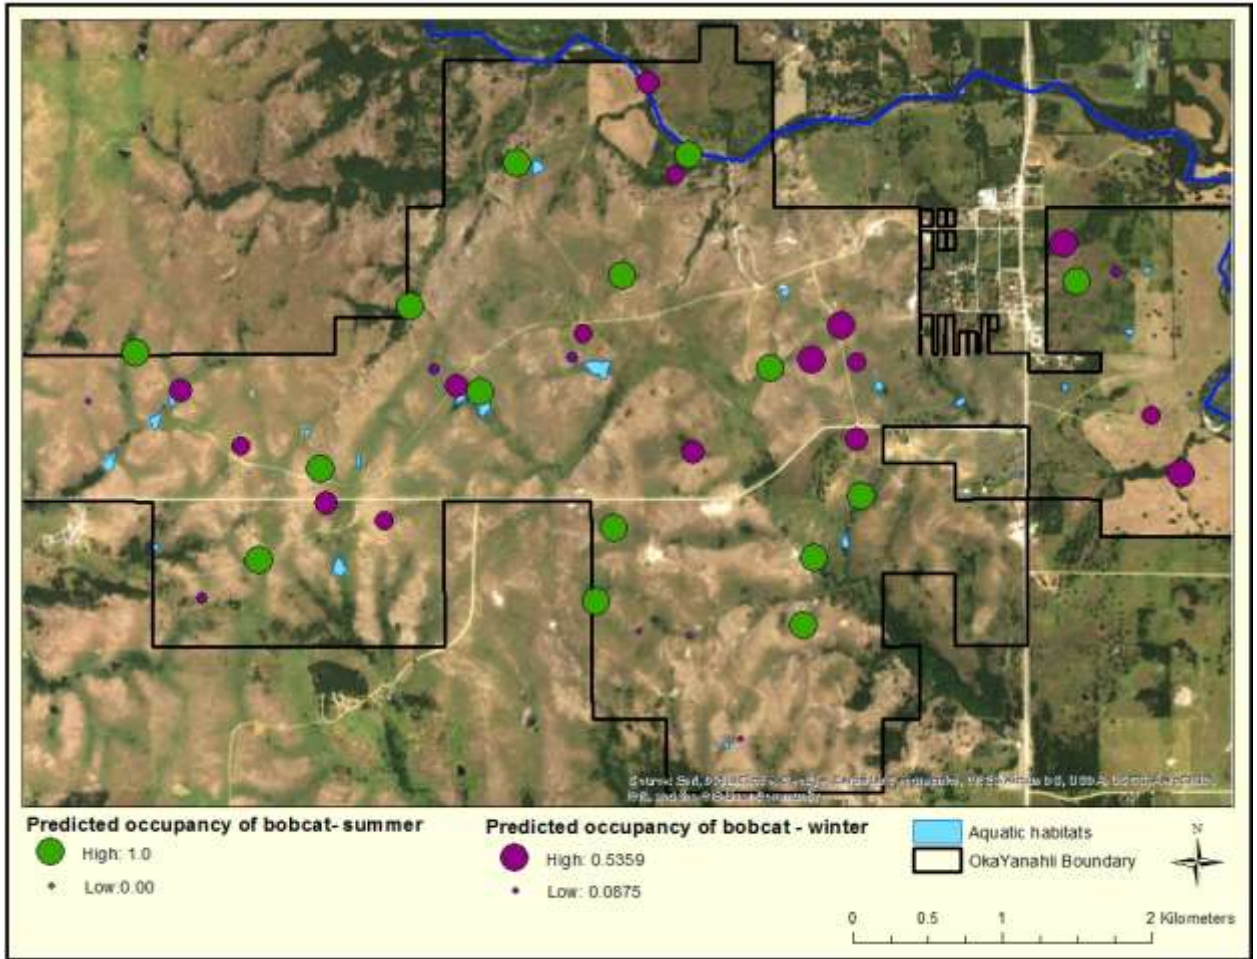 Predicted occupancy of bobcat- summer
High: 1.0
Low:0.00
Predicted occupancy of bobcat - winter
High: 0.5359
Low: 0.0875
Aquatic habitats
OkaYanahli Boundary
N
0 0.5 1 2 Kilometers